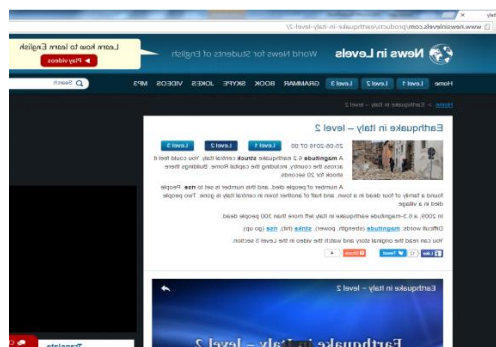 www.newsinlevels.com/products/earthquake-in-italy-level-2/
News in Levels
World News for Students of English
Learn how to learn English
Play videos
Home
Level 1
Level 2
Level 3
GRAMMAR
BOOK
SKYPE
JOKES
VIDEOS
MP3
Search
Home » Earthquake in Italy – level 2
Earthquake in Italy – level 2
25-08-2016 07:00
Level 1
Level 2
Level 3
A magnitude 6.2 earthquake struck central Italy. You could feel it
across the country, including the capital Rome. Buildings there
shook for 20 seconds.
A number of people died, and this number is set to rise. People
found a family of four dead in a town, and half of another town in central Italy is gone. Two people
died in a village.
In 2009, a 6.3-magnitude earthquake in Italy left more than 300 people dead.
Difficult words: magnitude (strength, power), strike (hit), rise (go up).
You can read the original story and watch the video in the Level 3 section.
Like
Tweet
Share
Earthquake in Italy – level 2
Earthquake in Italy – level 2
Translate